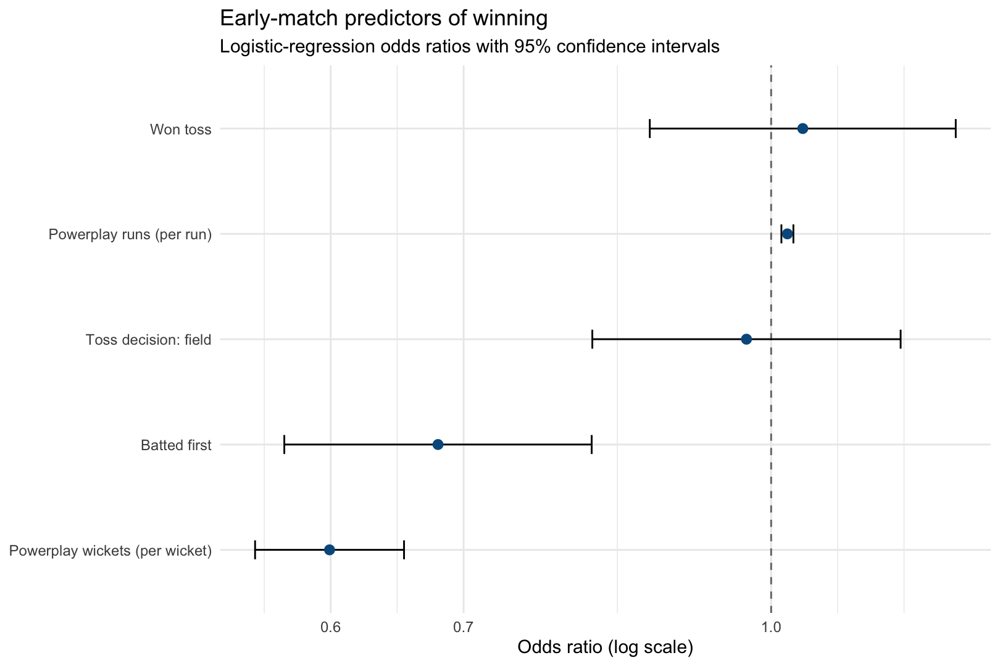 Early-match predictors of winning
Logistic-regression odds ratios with 95% confidence intervals
Won toss
Powerplay runs (per run)
Toss decision: field
Batted first
Powerplay wickets (per wicket)
0.6 0.7 1.0
Odds ratio (log scale)